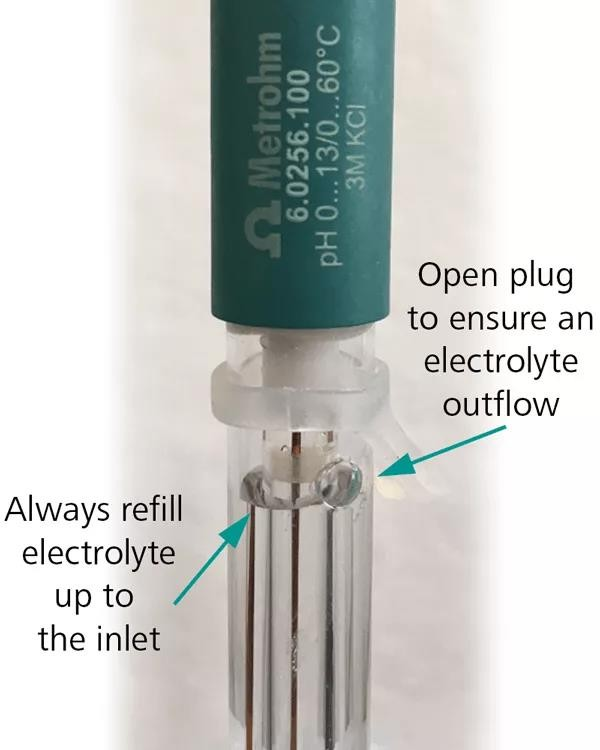 Ω Metrohm
6.0256.100
pH 0...13/0...60°C
3M KCl
Open plug
to ensure an
electrolyte
outflow
Always refill
electrolyte
up to
the inlet